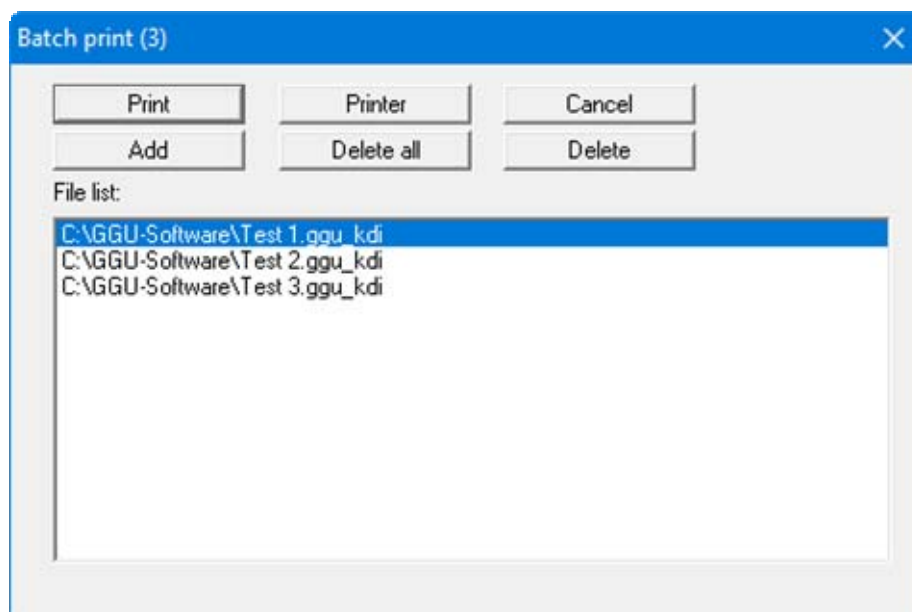 Batch print (3)
Print Printer Cancel
Add Delete all Delete
File list:
C:\GGU-Software\Test 1.ggu_kdi
C:\GGU-Software\Test 2.ggu_kdi
C:\GGU-Software\Test 3.ggu_kdi